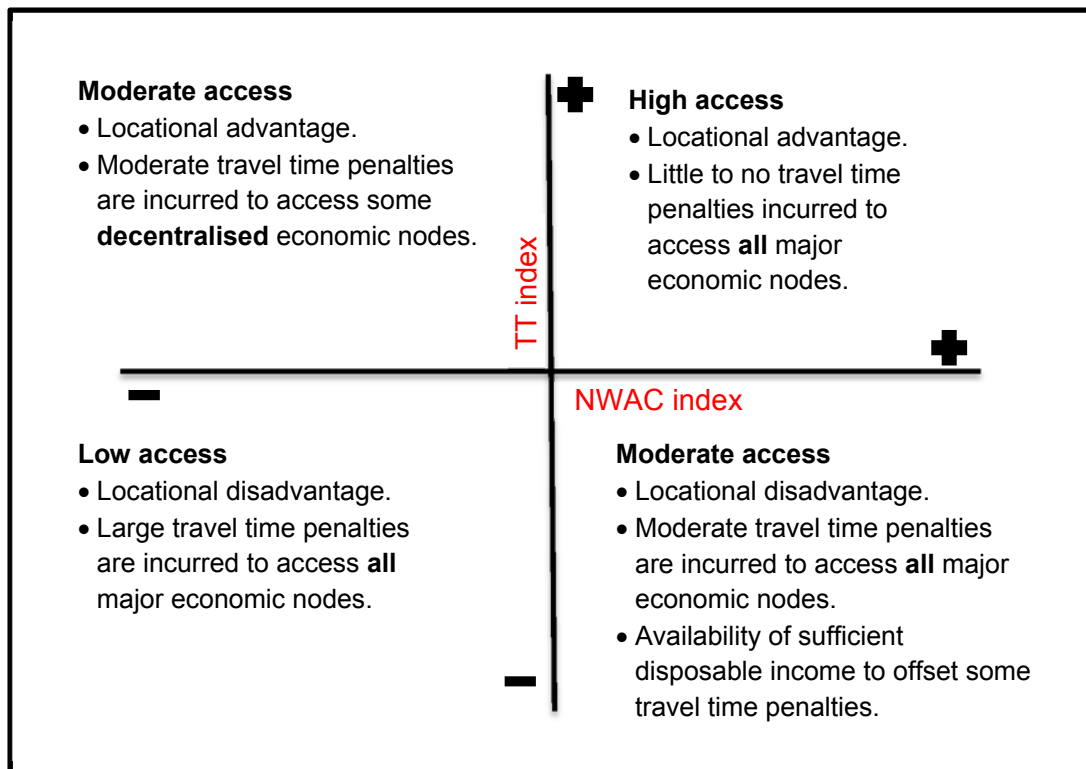 Moderate access
• Locational advantage.
• Moderate travel time penalties
are incurred to access some
decentralised economic nodes.
High access
• Locational advantage.
• Little to no travel time
penalties incurred to
access all major
economic nodes.
TT index
NWAC index
Low access
• Locational disadvantage.
• Large travel time penalties
are incurred to access all
major economic nodes.
Moderate access
• Locational disadvantage.
• Moderate travel time penalties
are incurred to access all major
economic nodes.
• Availability of sufficient
disposable income to offset some
travel time penalties.